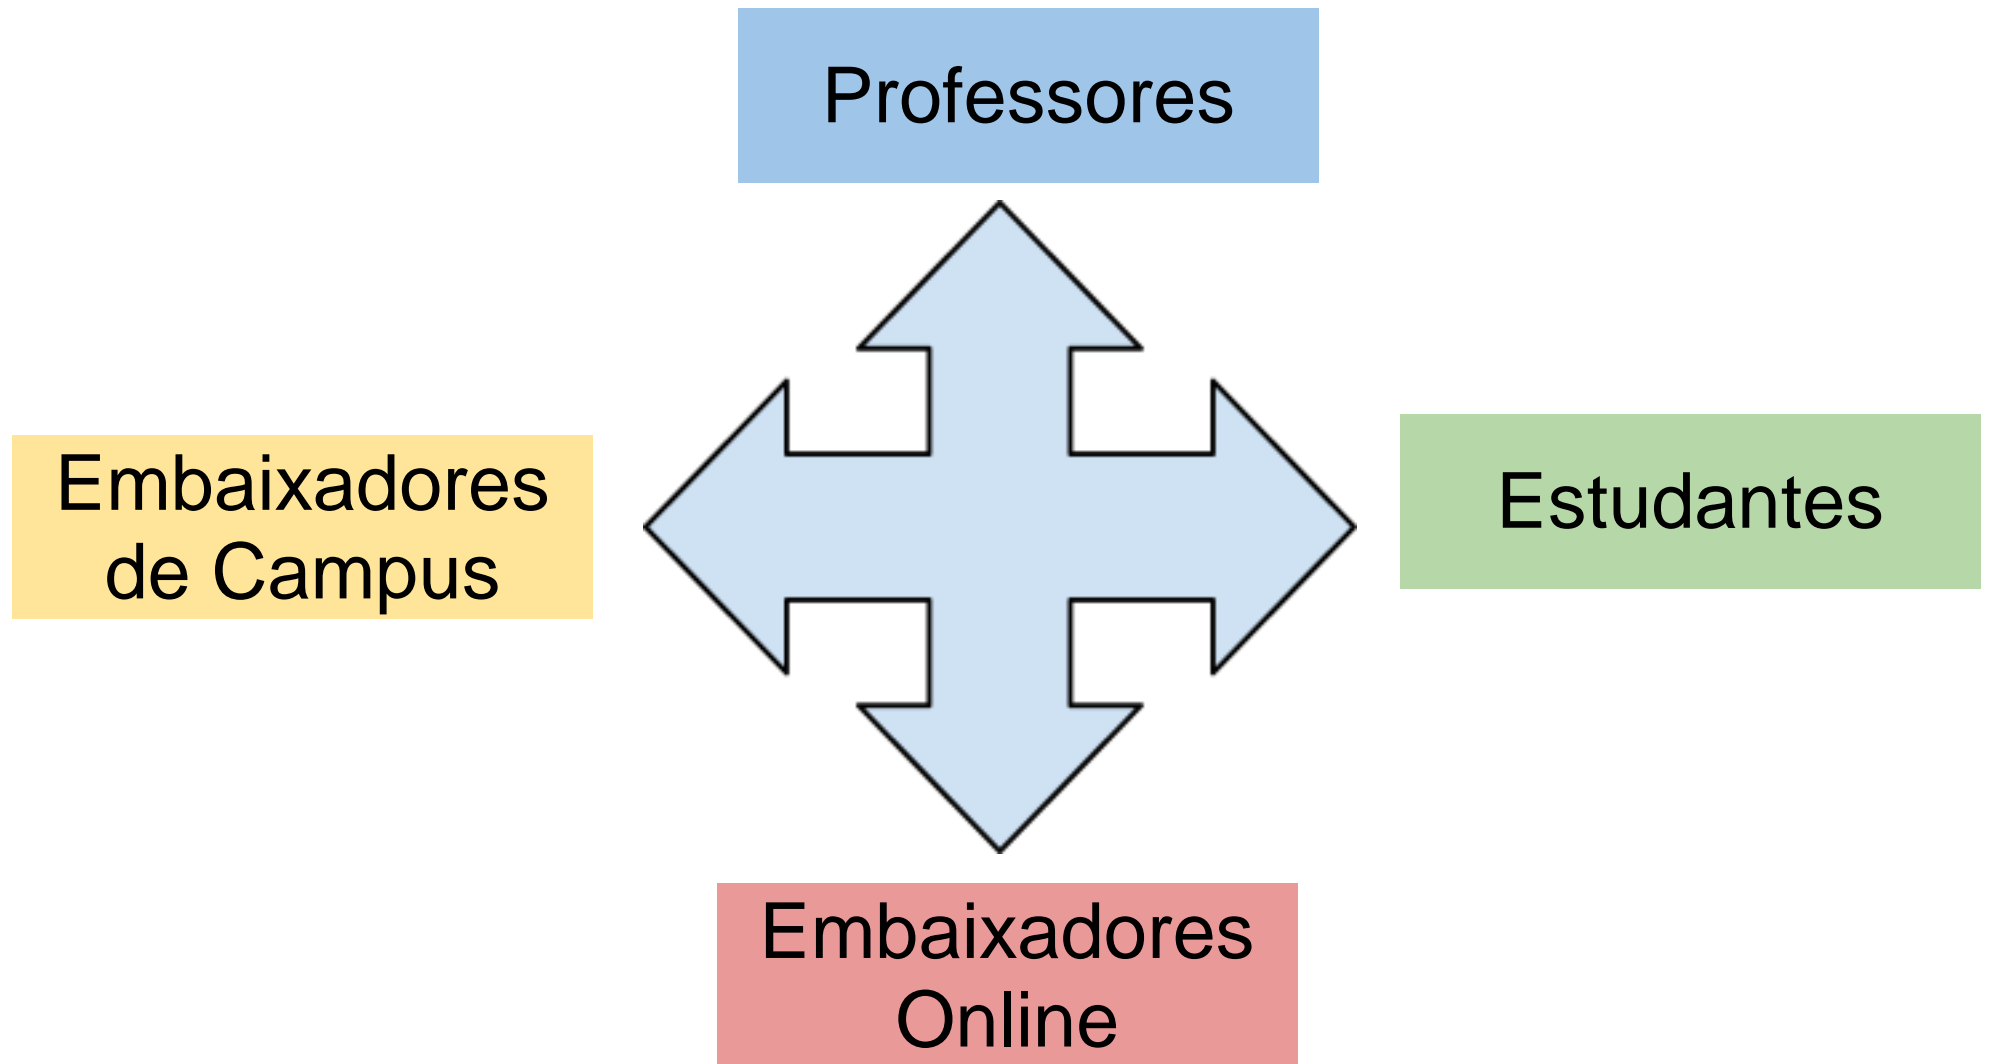 Professores
Embaixadores
de Campus
Estudantes
Embaixadores
Online